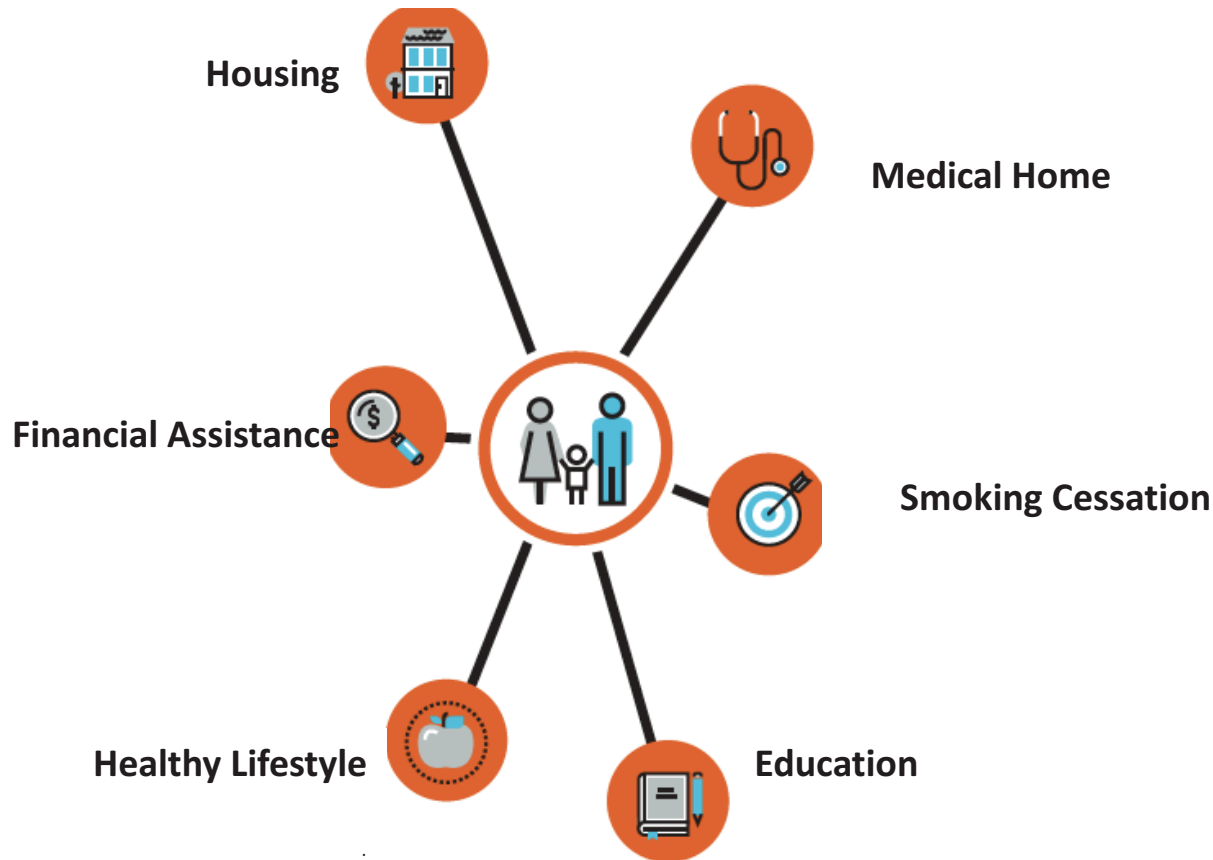 Housing
Medical Home
Financial Assistance
$
Smoking Cessation
Healthy Lifestyle
Education